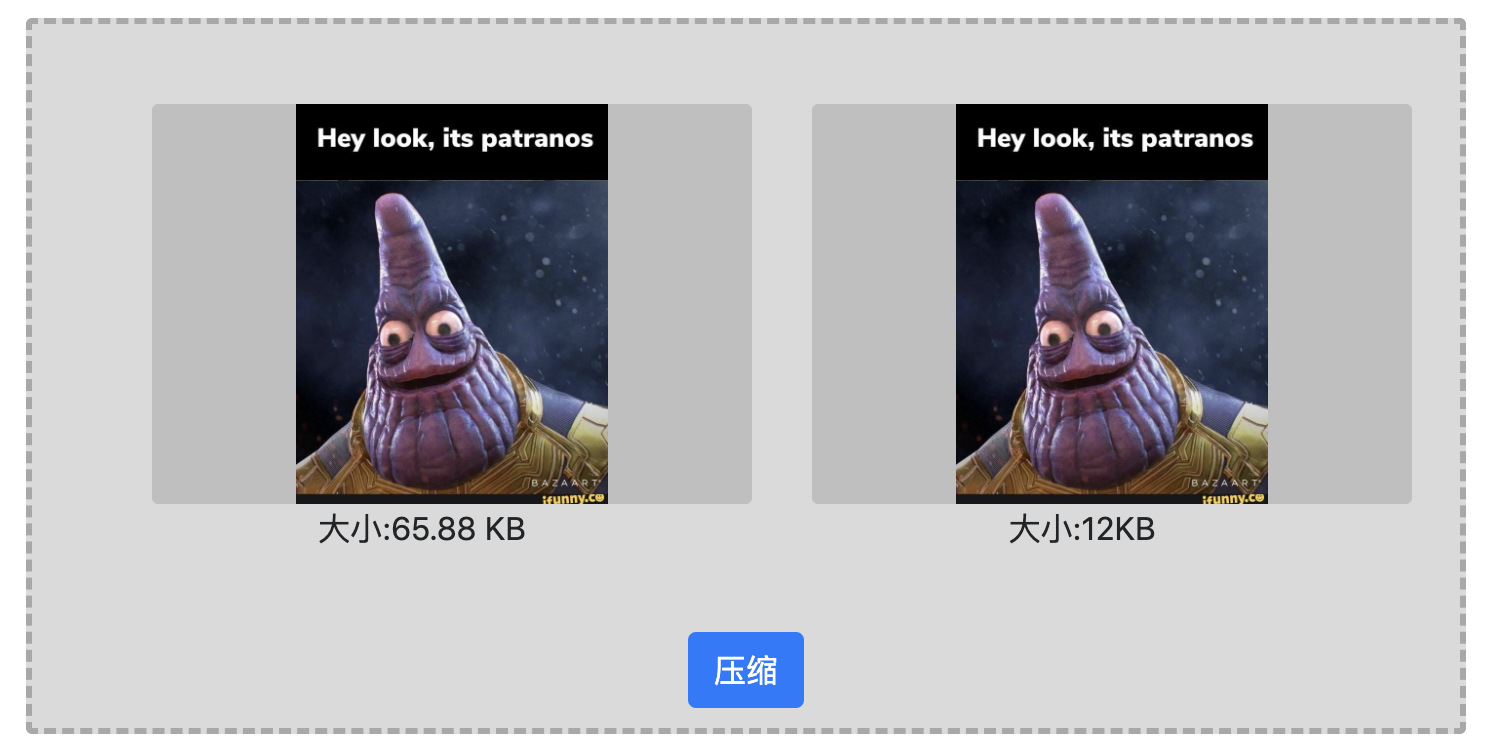 Hey look, its patranos
Hey look, its patranos
BAZAART
BAZAART
ifunny.co
ifunny.co
大小:65.88 KB
大小:12KB
压缩